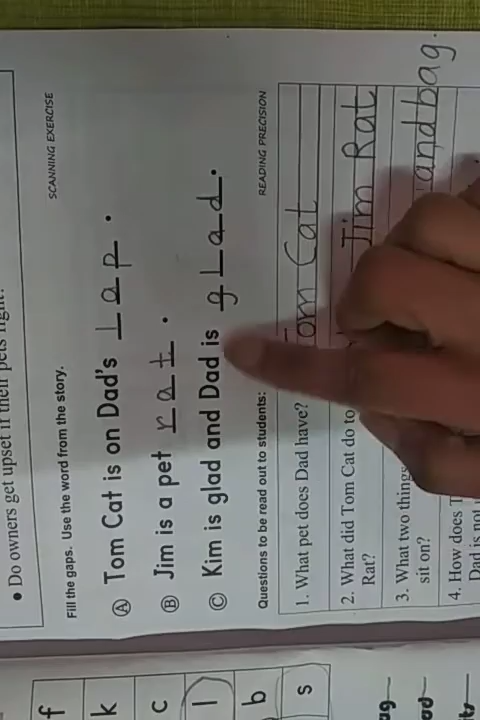 • Do owners get upset if their pets fight?
SCANNING EXERCISE
Fill the gaps. Use the word from the story.
Ⓐ Tom Cat is on Dad's lap.
Ⓑ Jim is a pet rat.
Ⓒ Kim is glad and Dad is glad.
READING PRECISION
Questions to be read out to students:
1. What pet does Dad have? Tom Cat
2. What did Tom Cat do to Jim Rat
Rat?
3. What two things andbag.
sit on?
4. How does T
Dad is not
f
k
c
l
b
s